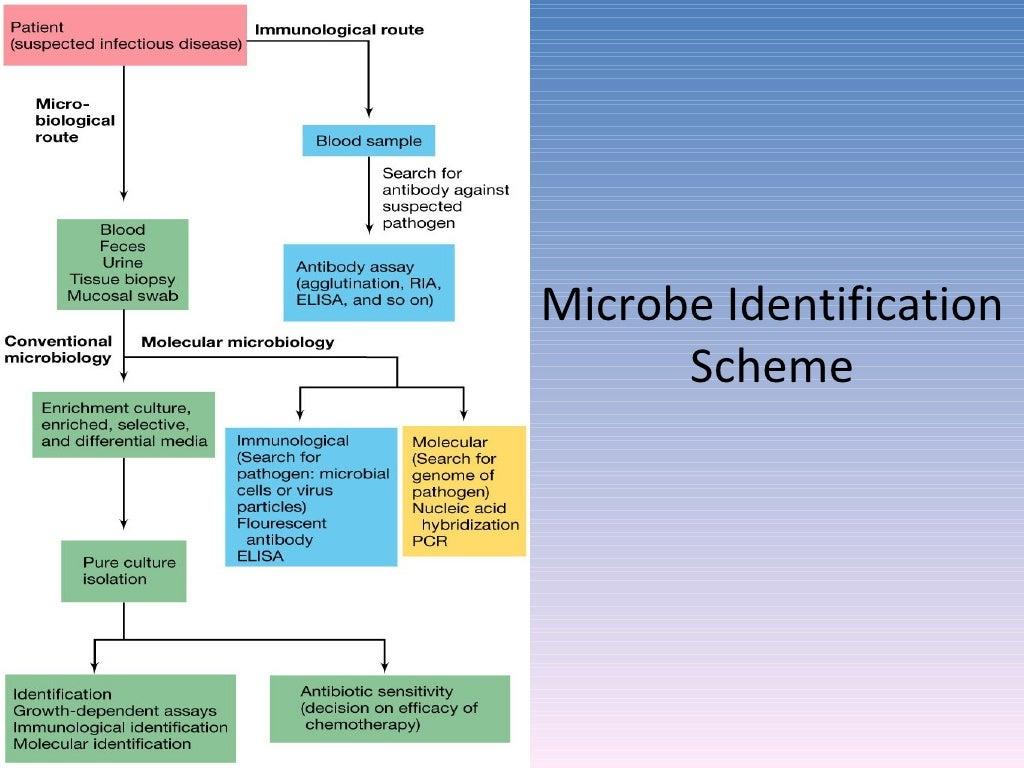 Patient
(suspected infectious disease)
Immunological route
Micro-
biological
route
Blood sample
Search for
antibody against
suspected
pathogen
Blood
Feces
Urine
Tissue biopsy
Mucosal swab
Antibody assay
(agglutination, RIA,
ELISA, and so on)
Conventional
microbiology
Molecular microbiology
Enrichment culture,
enriched, selective,
and differential media
Immunological
(Search for
pathogen: microbial
cells or virus
particles)
Flourescent
antibody
ELISA
Molecular
(Search for
genome of
pathogen)
Nucleic acid
hybridization
PCR
Pure culture
isolation
Identification
Growth-dependent assays
Immunological identification
Molecular identification
Antibiotic sensitivity
(decision on efficacy of
chemotherapy)
Microbe Identification
Scheme